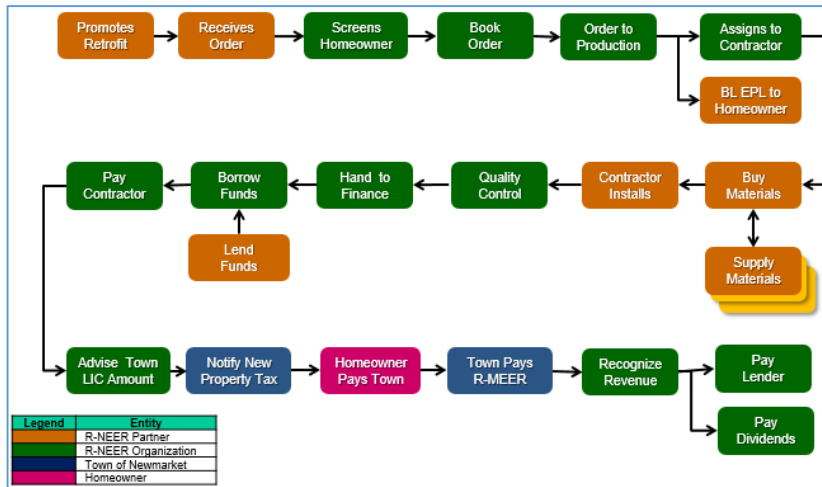 Promotes
Retrofit
Receives
Order
Screens
Homeowner
Book
Order
Order to
Production
Assigns to
Contractor
BL EPL to
Homeowner
Pay
Contractor
Borrow
Funds
Hand to
Finance
Quality
Control
Contractor
Installs
Buy
Materials
Lend
Funds
Supply
Materials
Advise Town
LIC Amount
Notify New
Property Tax
Homeowner
Pays Town
Town Pays
R-MEER
Recognize
Revenue
Pay
Lender
Pay
Dividends
Legend Entity
R-NEER Partner
R-NEER Organization
Town of Newmarket
Homeowner